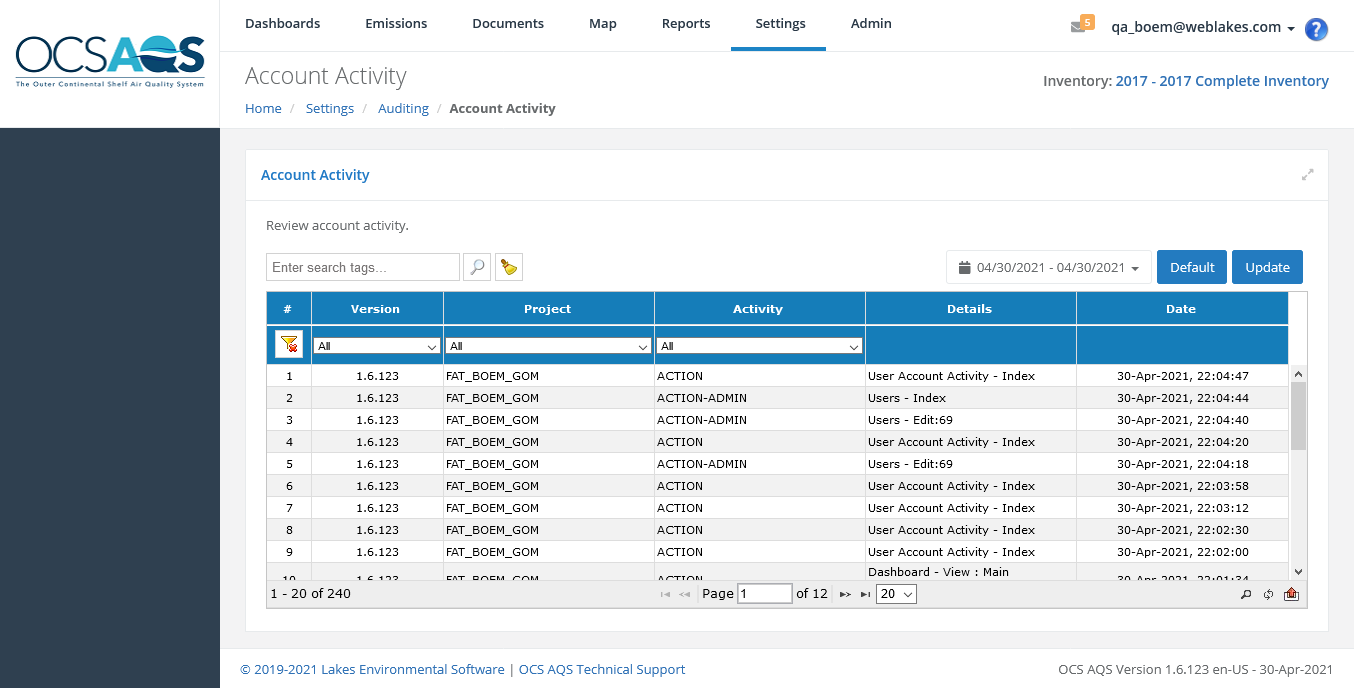 OCSAQS
The Outer Continental Shelf Air Quality System
Dashboards Emissions Documents Map Reports Settings Admin
5 qa_boem@weblakes.com ?
Account Activity
Inventory: 2017 - 2017 Complete Inventory
Home / Settings / Auditing / Account Activity
Account Activity
Review account activity.
Enter search tags... 04/30/2021 - 04/30/2021 Default Update
# Version Project Activity Details Date
All All All
1 1.6.123 FAT_BOEM_GOM ACTION User Account Activity - Index 30-Apr-2021, 22:04:47
2 1.6.123 FAT_BOEM_GOM ACTION-ADMIN Users - Index 30-Apr-2021, 22:04:44
3 1.6.123 FAT_BOEM_GOM ACTION-ADMIN Users - Edit:69 30-Apr-2021, 22:04:40
4 1.6.123 FAT_BOEM_GOM ACTION User Account Activity - Index 30-Apr-2021, 22:04:20
5 1.6.123 FAT_BOEM_GOM ACTION-ADMIN Users - Edit:69 30-Apr-2021, 22:04:18
6 1.6.123 FAT_BOEM_GOM ACTION User Account Activity - Index 30-Apr-2021, 22:03:58
7 1.6.123 FAT_BOEM_GOM ACTION User Account Activity - Index 30-Apr-2021, 22:03:12
8 1.6.123 FAT_BOEM_GOM ACTION User Account Activity - Index 30-Apr-2021, 22:02:30
9 1.6.123 FAT_BOEM_GOM ACTION User Account Activity - Index 30-Apr-2021, 22:02:00
Dashboard - View : Main
10 1.6.123 FAT_BOEM_GOM ACTION 30-Apr-2021, 22:01:34
1 - 20 of 240 Page 1 of 12 20
© 2019-2021 Lakes Environmental Software | OCS AQS Technical Support
OCS AQS Version 1.6.123 en-US - 30-Apr-2021